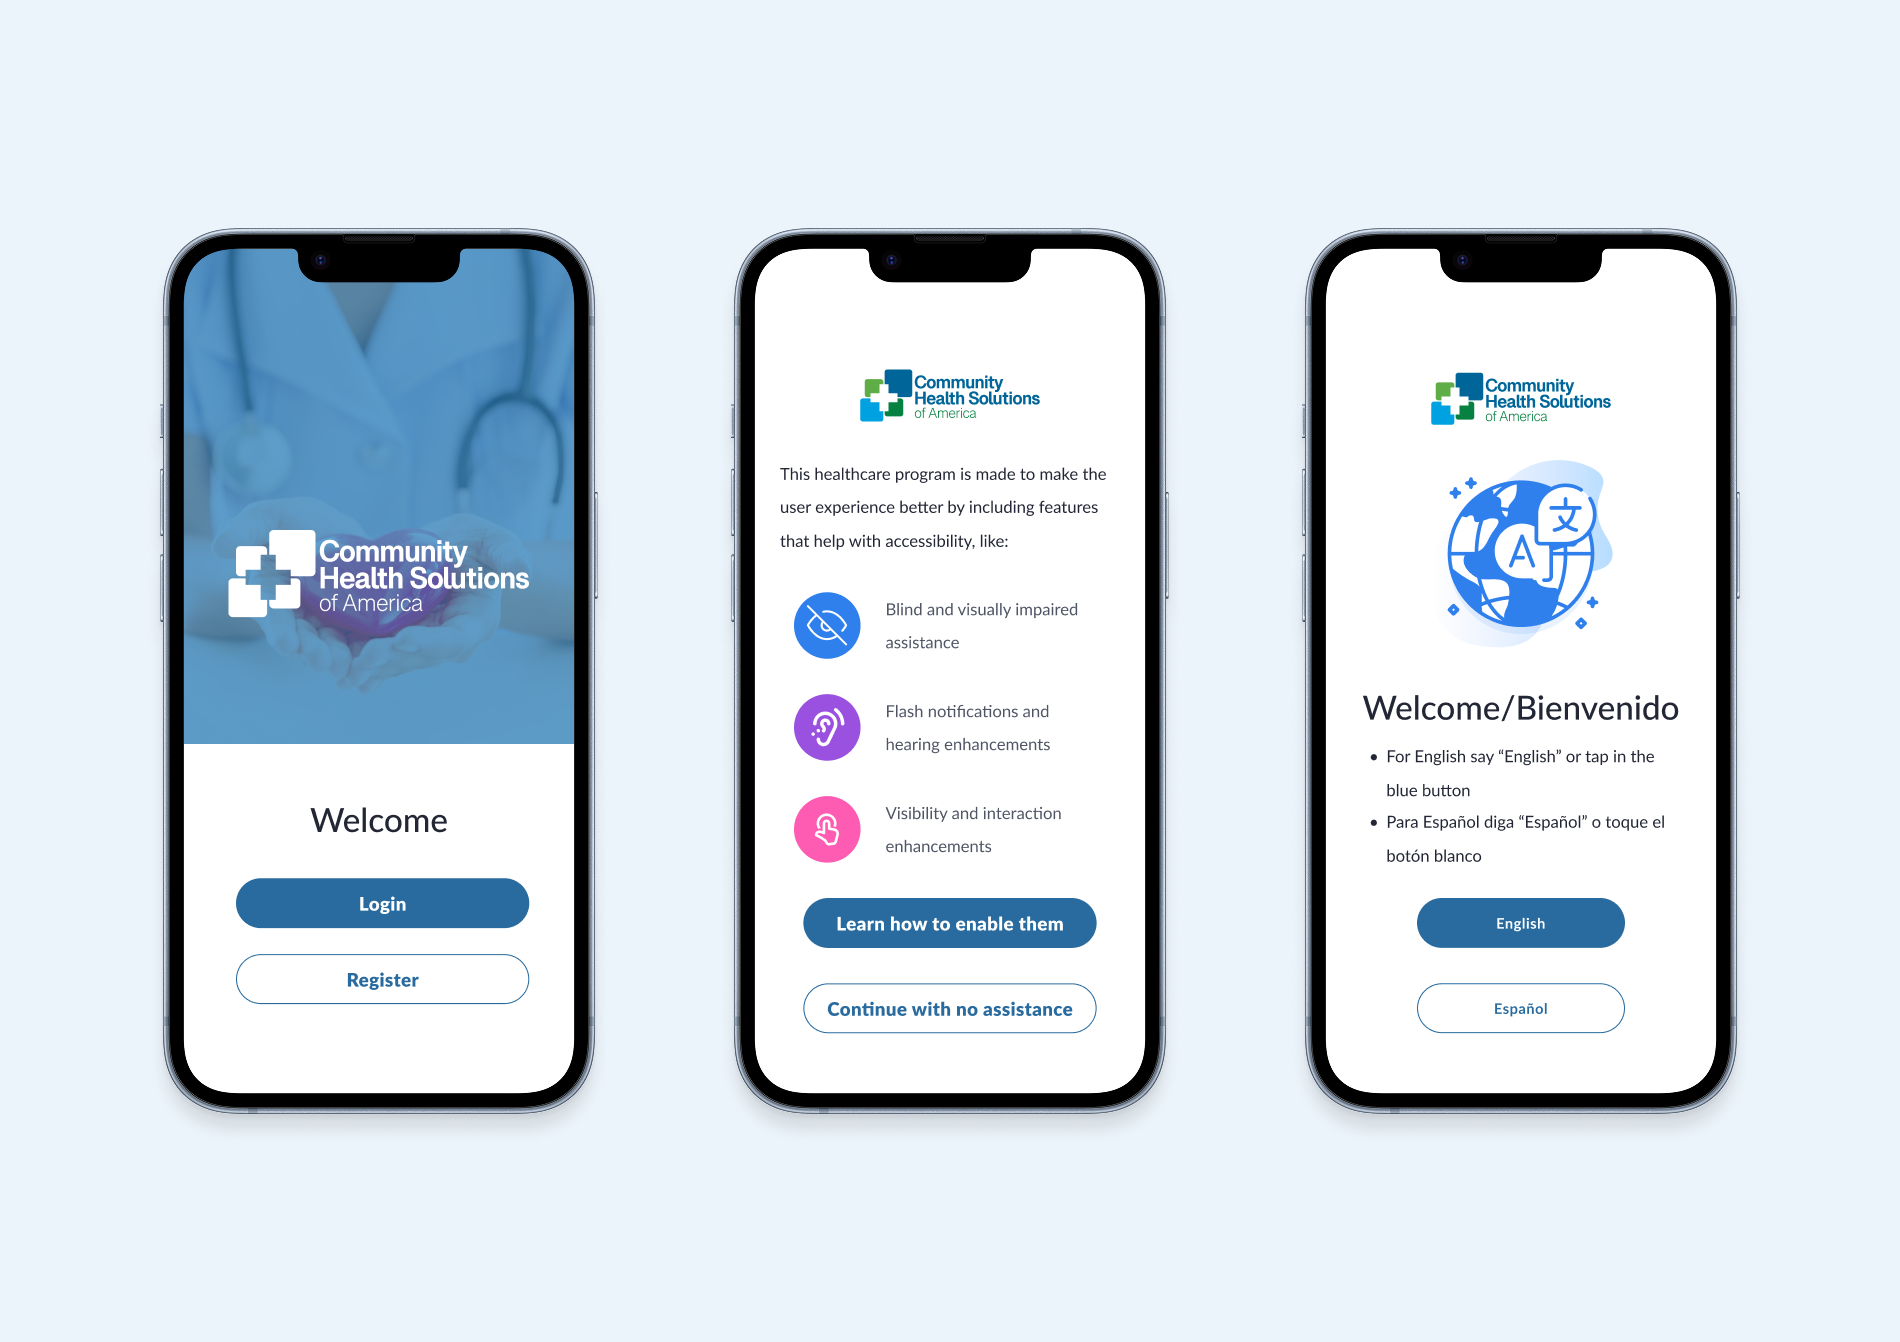 Community
Health Solutions
of America
Welcome
Login
Register
Community
Health Solutions
of America
This healthcare program is made to make the
user experience better by including features
that help with accessibility, like:
Blind and visually impaired
assistance
Flash notifications and
hearing enhancements
Visibility and interaction
enhancements
Learn how to enable them
Continue with no assistance
Community
Health Solutions
of America
文
A
Welcome/Bienvenido
• For English say “English” or tap in the
blue button
• Para Español diga “Español” o toque el
botón blanco
English
Español